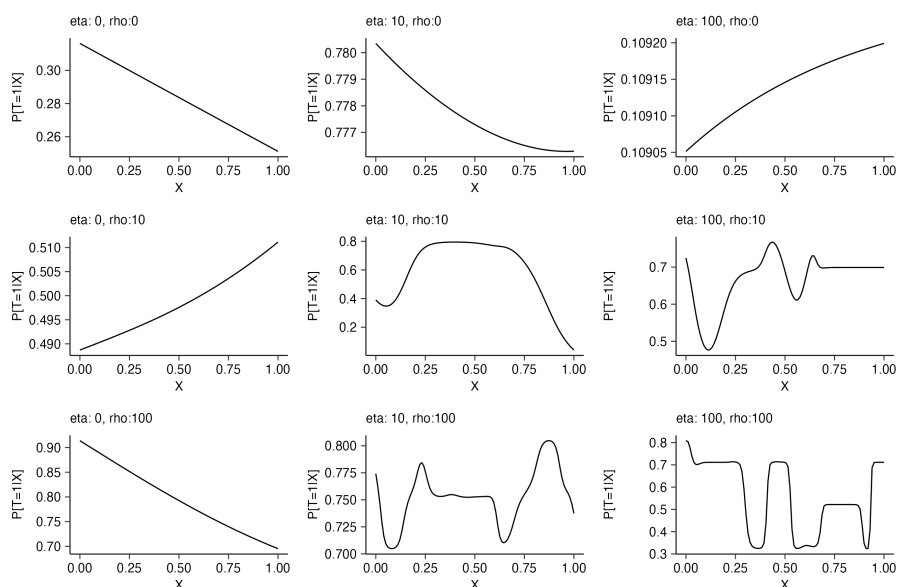 eta: 0, rho:0
eta: 10, rho:0
eta: 100, rho:0
P[T=1|X]
0.30
0.28
0.26
0.00 0.25 0.50 0.75 1.00
X
P[T=1|X]
0.780
0.779
0.778
0.777
0.00 0.25 0.50 0.75 1.00
X
P[T=1|X]
0.10920
0.10915
0.10910
0.10905
0.00 0.25 0.50 0.75 1.00
X
eta: 0, rho:10
eta: 10, rho:10
eta: 100, rho:10
P[T=1|X]
0.510
0.505
0.500
0.495
0.490
0.00 0.25 0.50 0.75 1.00
X
P[T=1|X]
0.8
0.6
0.4
0.2
0.00 0.25 0.50 0.75 1.00
X
P[T=1|X]
0.7
0.6
0.5
0.00 0.25 0.50 0.75 1.00
X
eta: 0, rho:100
eta: 10, rho:100
eta: 100, rho:100
P[T=1|X]
0.90
0.85
0.80
0.75
0.70
0.00 0.25 0.50 0.75 1.00
X
P[T=1|X]
0.800
0.775
0.750
0.725
0.700
0.00 0.25 0.50 0.75 1.00
X
P[T=1|X]
0.8
0.7
0.6
0.5
0.4
0.3
0.00 0.25 0.50 0.75 1.00
X